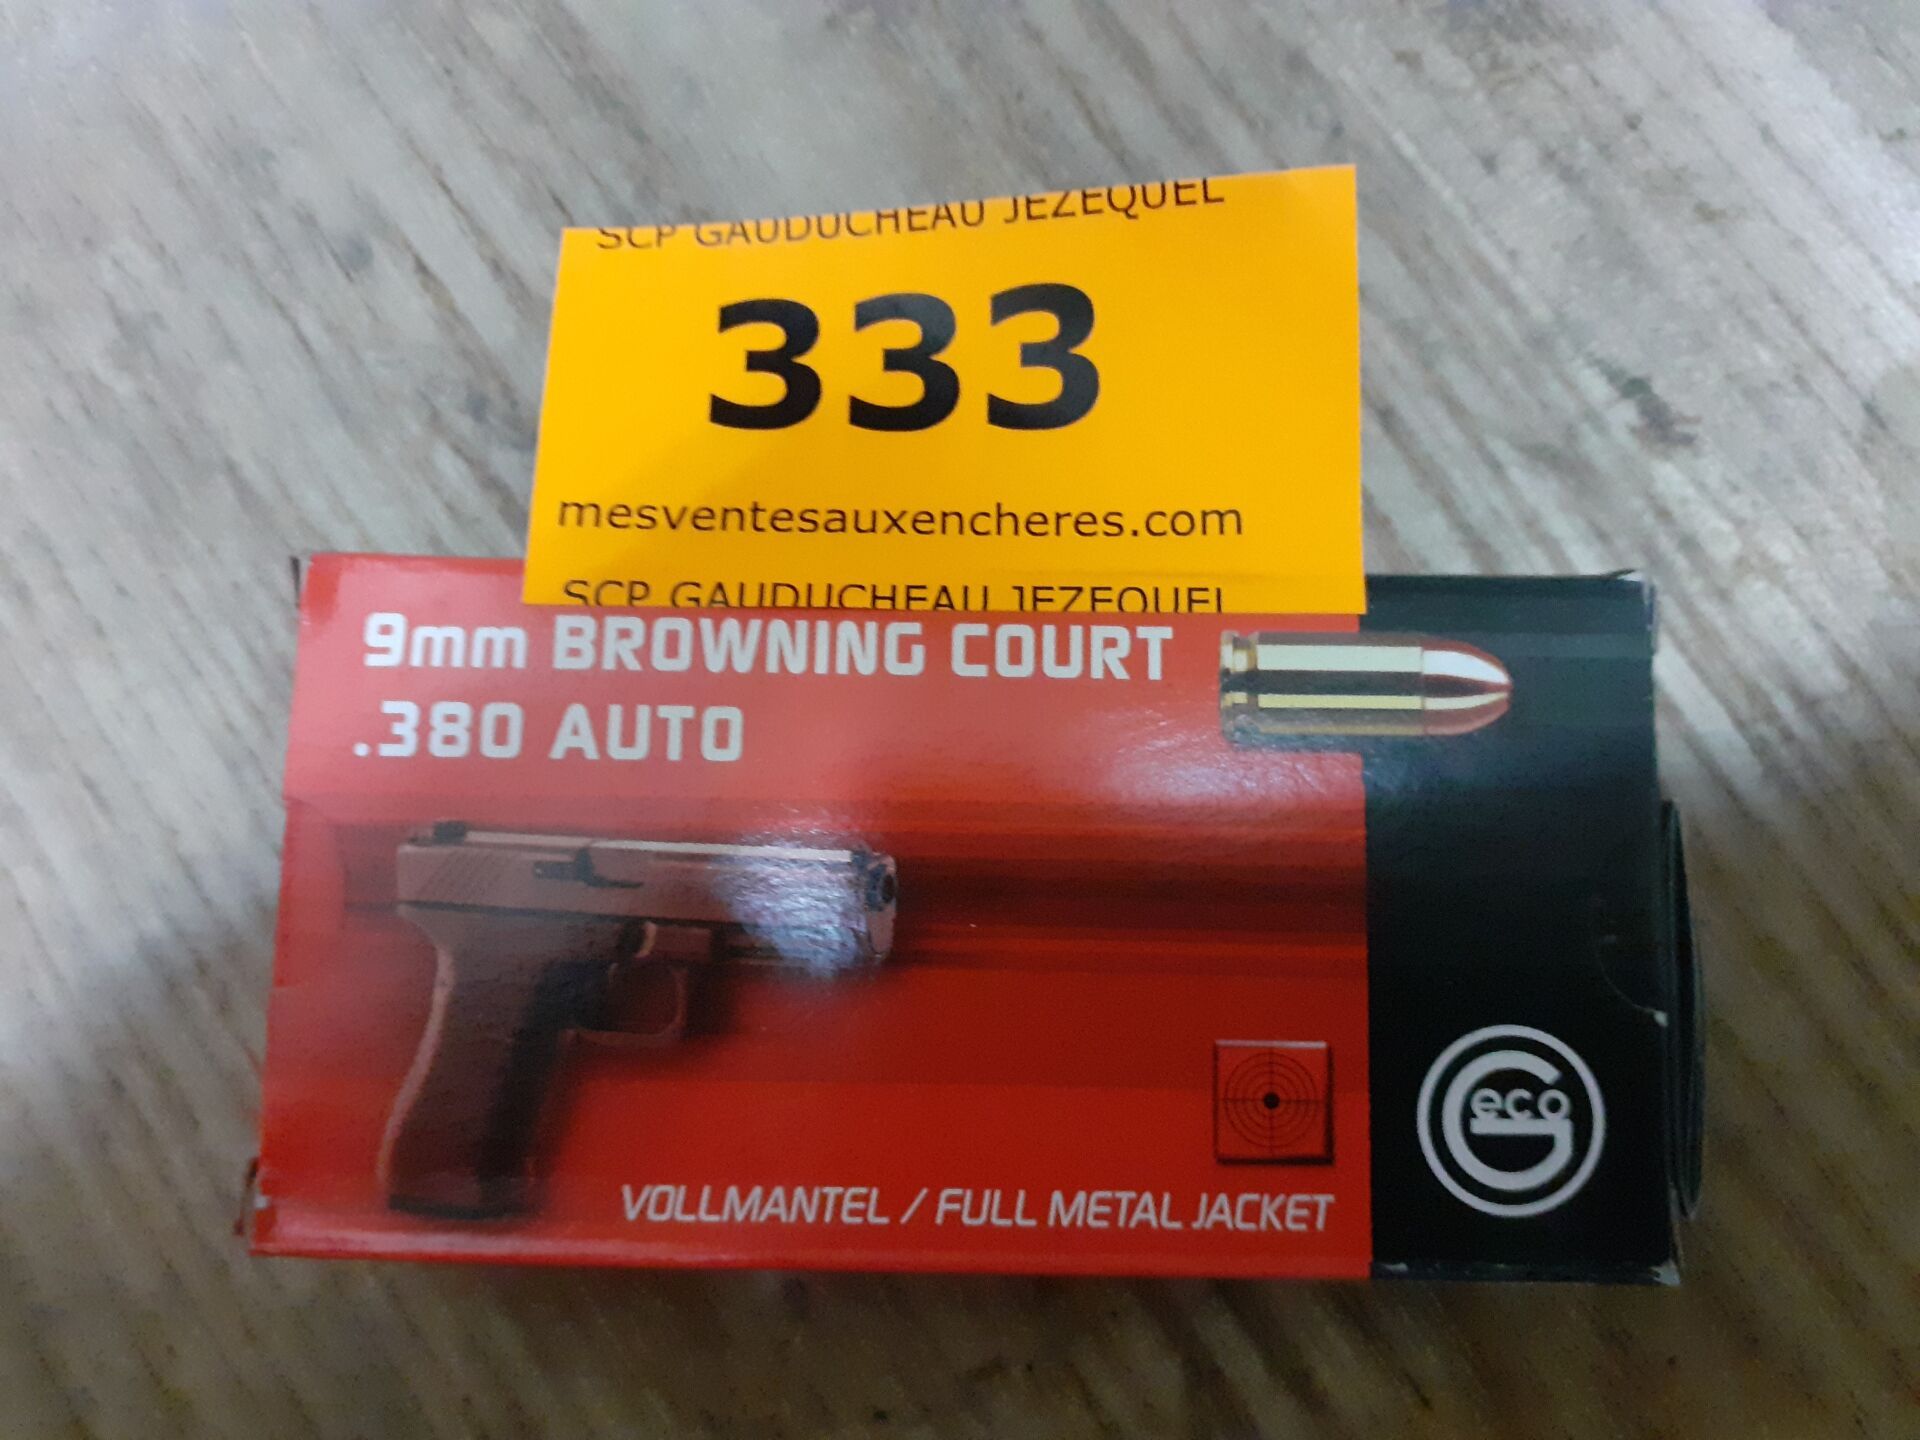 SCP GAUDUCHEAU JEZEQUEL
333
mesventesauxencheres.com
SCP GAUDUCHEAU JEZEQUEL
9mm BROWNING COURT
.380 AUTO
Geco
VOLLMANTEL / FULL METAL JACKET